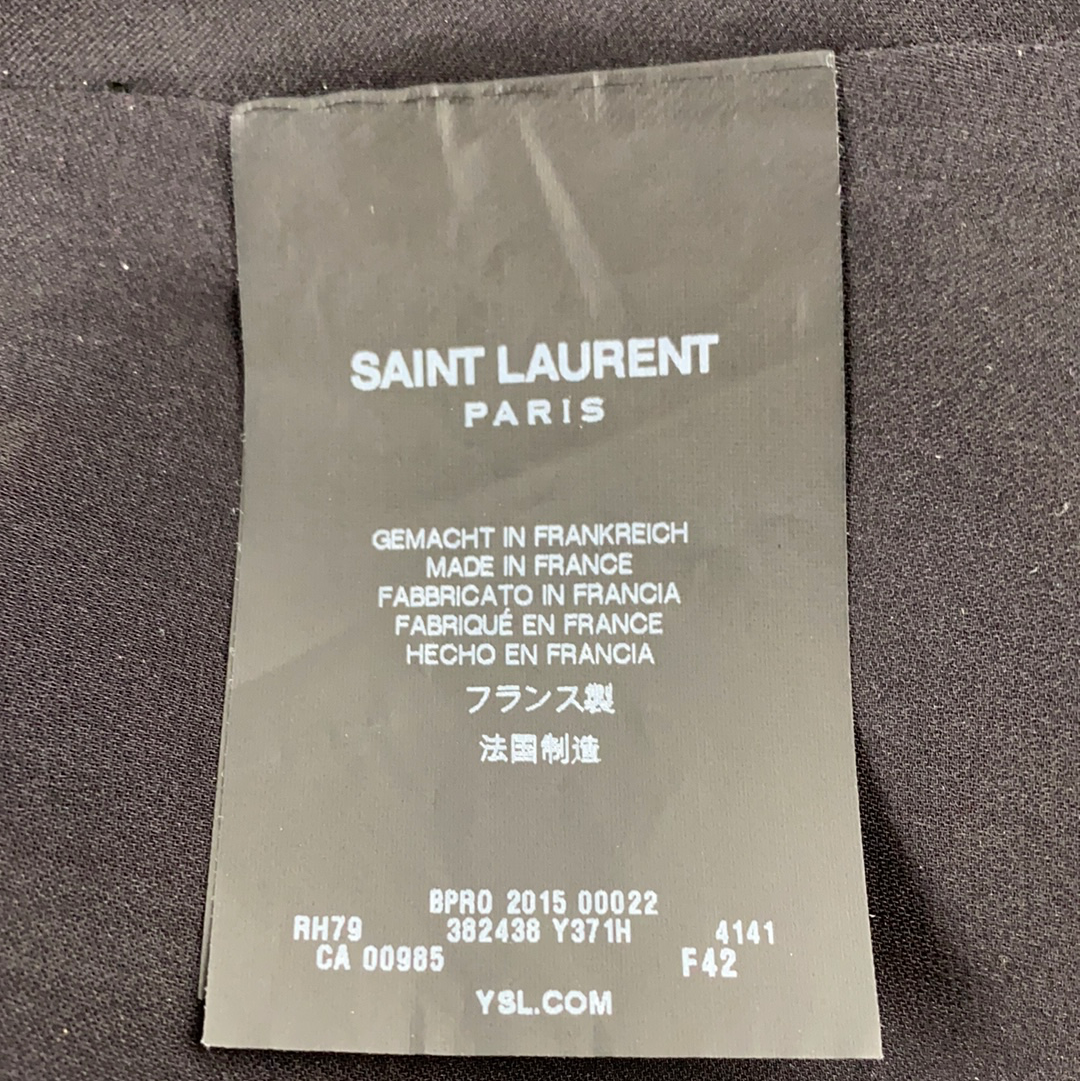 SAINT LAURENT
PARIS
GEMACHT IN FRANKREICH
MADE IN FRANCE
FABBRICATO IN FRANCIA
FABRIQUÉ EN FRANCE
HECHO EN FRANCIA
フランス製
法国制造
BPRO 2015 00022
RH79 382438 Y371H 4141
CA 00985 F42
YSL.COM